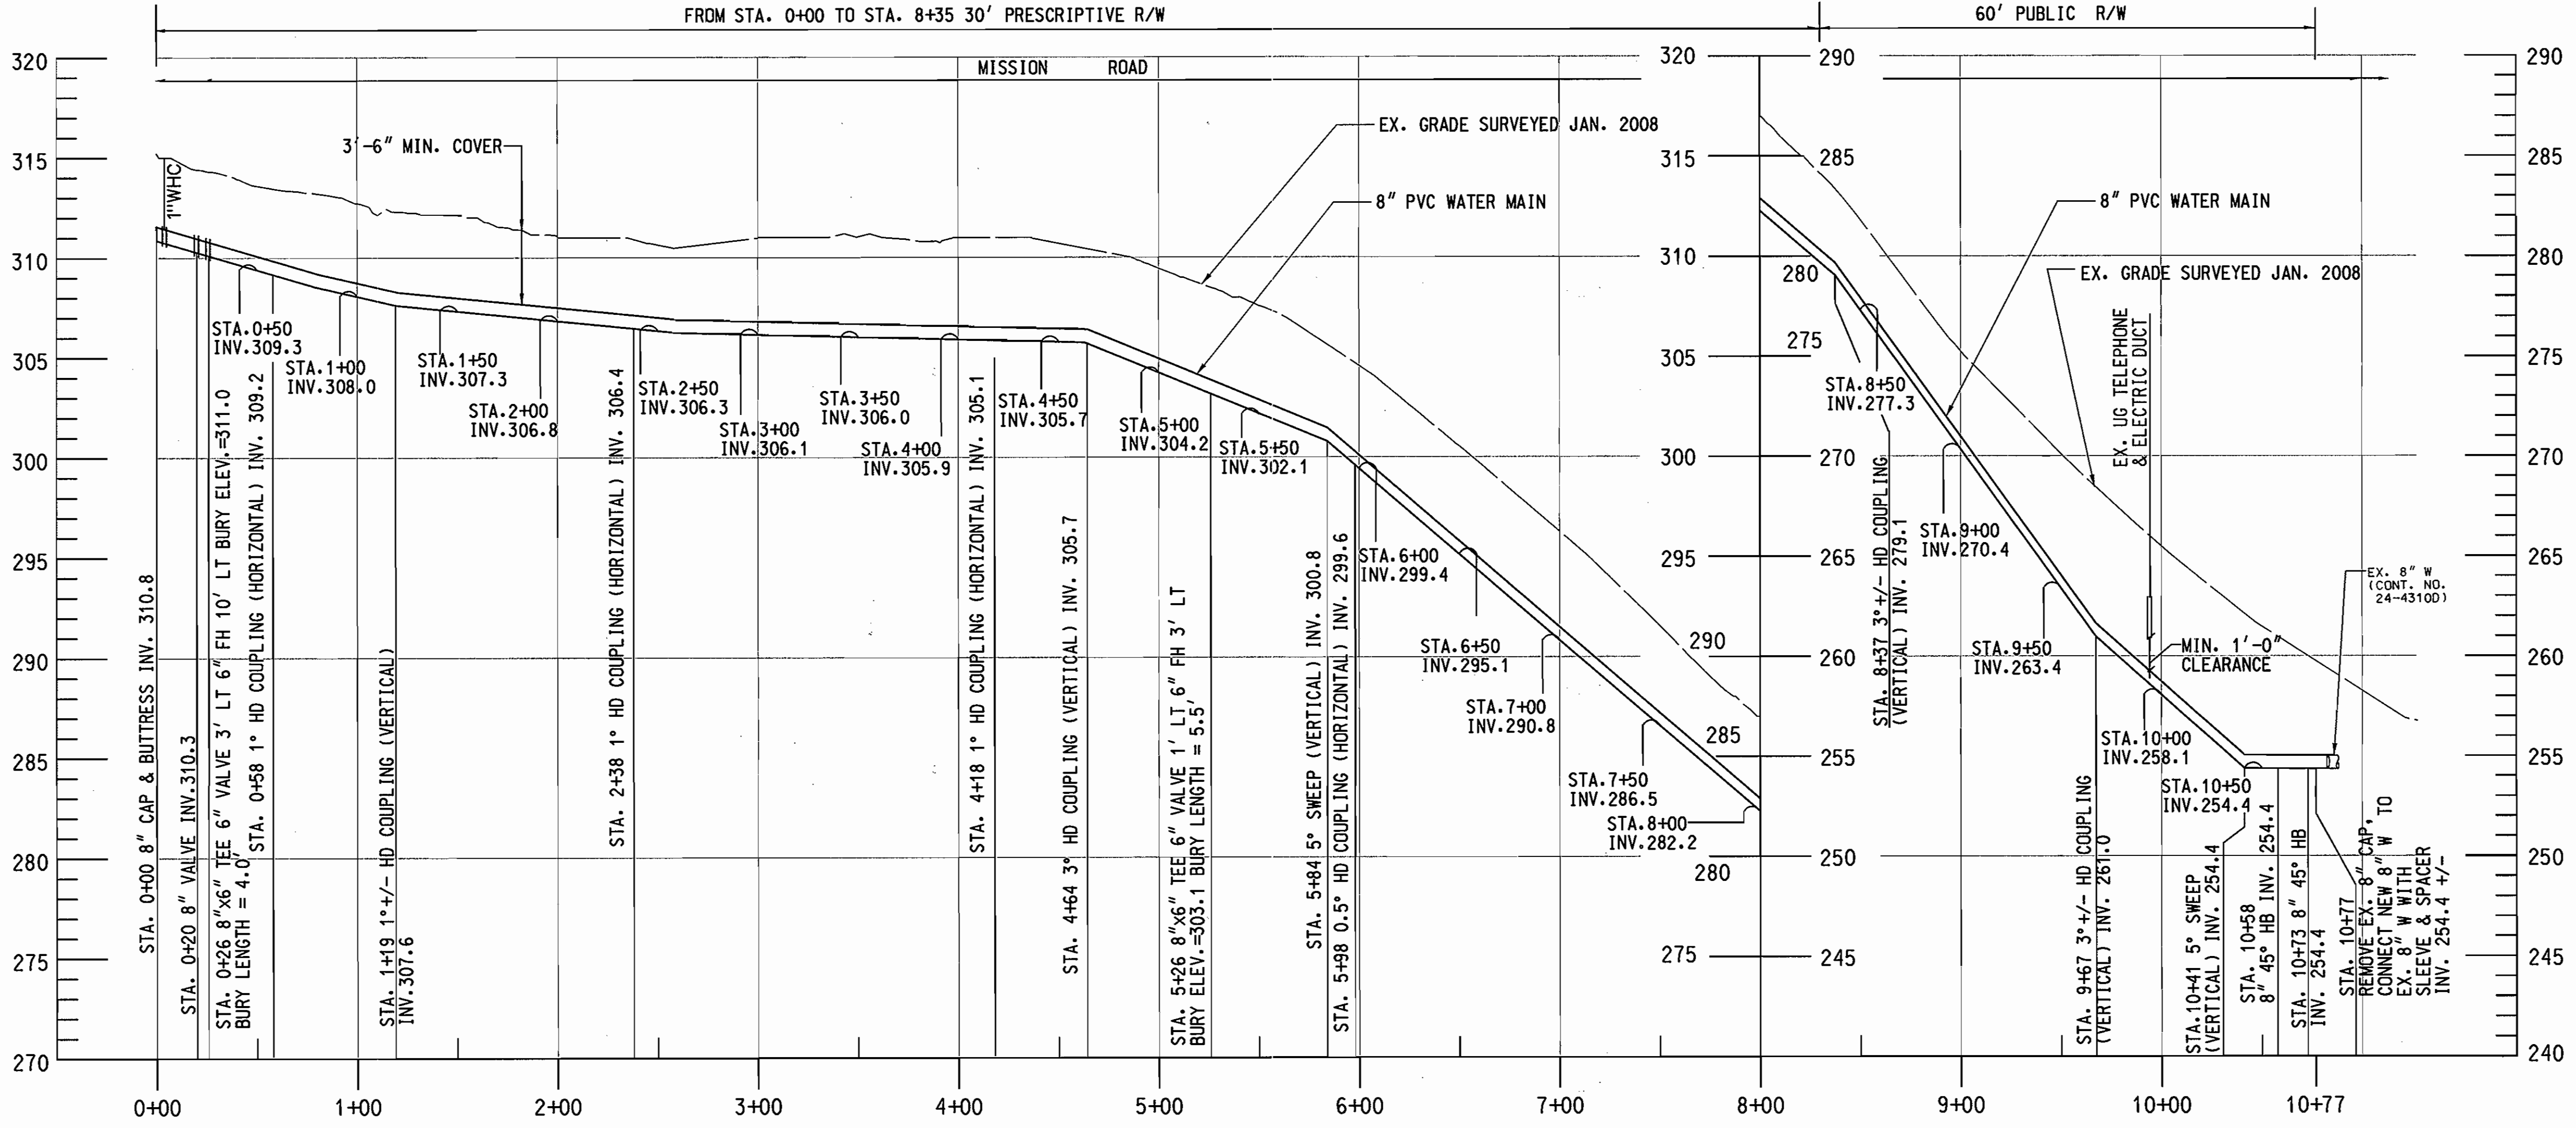 FROM STA. 0+00 TO STA. 8+35 30' PRESCRIPTIVE R/W
60' PUBLIC R/W
MISSION ROAD
320
315
310
305
300
295
290
285
280
275
270
1"WHC
3'-6" MIN. COVER
EX. GRADE SURVEYED JAN. 2008
8" PVC WATER MAIN
STA.0+50
INV.309.3
STA.1+00
INV.308.0
STA.1+50
INV.307.3
STA.2+00
INV.306.8
STA.2+50
INV.306.3
STA.3+00
INV.306.1
STA.3+50
INV.306.0
STA.4+00
INV.305.9
STA.4+50
INV.305.7
STA.5+00
INV.304.2
STA.5+50
INV.302.1
STA.6+00
INV.299.4
STA.6+50
INV.295.1
STA.7+00
INV.290.8
STA.7+50
INV.286.5
STA.8+00
INV.282.2
STA. 0+00 8" CAP & BUTTRESS INV. 310.8
STA. 0+20 8" VALVE INV.310.3
STA. 0+26 8"x6" TEE 6" VALVE 3' LT 6" FH 10' LT BURY ELEV.=311.0
BURY LENGTH = 4.0'
STA. 0+58 1° HD COUPLING (HORIZONTAL) INV. 309.2
STA. 1+19 1°+/- HD COUPLING (VERTICAL)
INV.307.6
STA. 2+38 1° HD COUPLING (HORIZONTAL) INV. 306.4
STA. 4+18 1° HD COUPLING (HORIZONTAL) INV. 305.1
STA. 4+64 3° HD COUPLING (VERTICAL) INV. 305.7
STA. 5+26 8"x6" TEE 6" VALVE 1' LT 6" FH 3' LT
BURY ELEV.=303.1 BURY LENGTH = 5.5'
STA. 5+84 5° SWEEP (VERTICAL) INV. 300.8
STA. 5+98 0.5° HD COUPLING (HORIZONTAL) INV. 299.6
320
315
310
305
300
295
290
285
280
275
290
285
280
275
270
265
260
255
250
245
8" PVC WATER MAIN
EX. GRADE SURVEYED JAN. 2008
EX. UG TELEPHONE
& ELECTRIC DUCT
STA.8+50
INV.277.3
STA.9+00
INV.270.4
STA.9+50
INV.263.4
STA.10+00
INV.258.1
STA.10+50
INV.254.4
MIN. 1'-0"
CLEARANCE
EX. 8" W
(CONT. NO.
24-4310D)
STA. 8+37 3°+/- HD COUPLING
(VERTICAL) INV. 279.1
STA. 9+67 3°+/- HD COUPLING
(VERTICAL) INV. 261.0
STA.10+41 5° SWEEP
(VERTICAL) INV. 254.4
STA. 10+58
8" 45° HB INV. 254.4
STA. 10+73 8" 45° HB
INV. 254.4
STA. 10+77
REMOVE EX. 8" CAP,
CONNECT NEW 8" W TO
EX. 8" W WITH
SLEEVE & SPACER
INV. 254.4 +/-
290
285
280
275
270
265
260
255
250
245
240
0+00
1+00
2+00
3+00
4+00
5+00
6+00
7+00
8+00
9+00
10+00
10+77